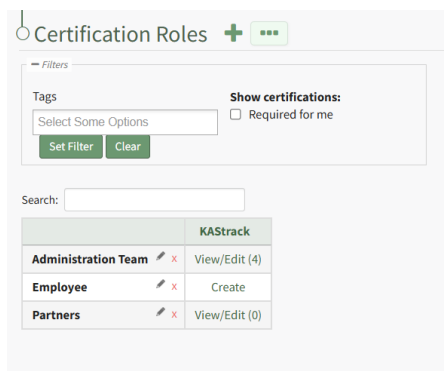 Certification Roles
Filters
Tags
Show certifications:
Select Some Options
Required for me
Set Filter Clear
Search:
KAStrack
Administration Team x View/Edit (4)
Employee x Create
Partners x View/Edit (0)